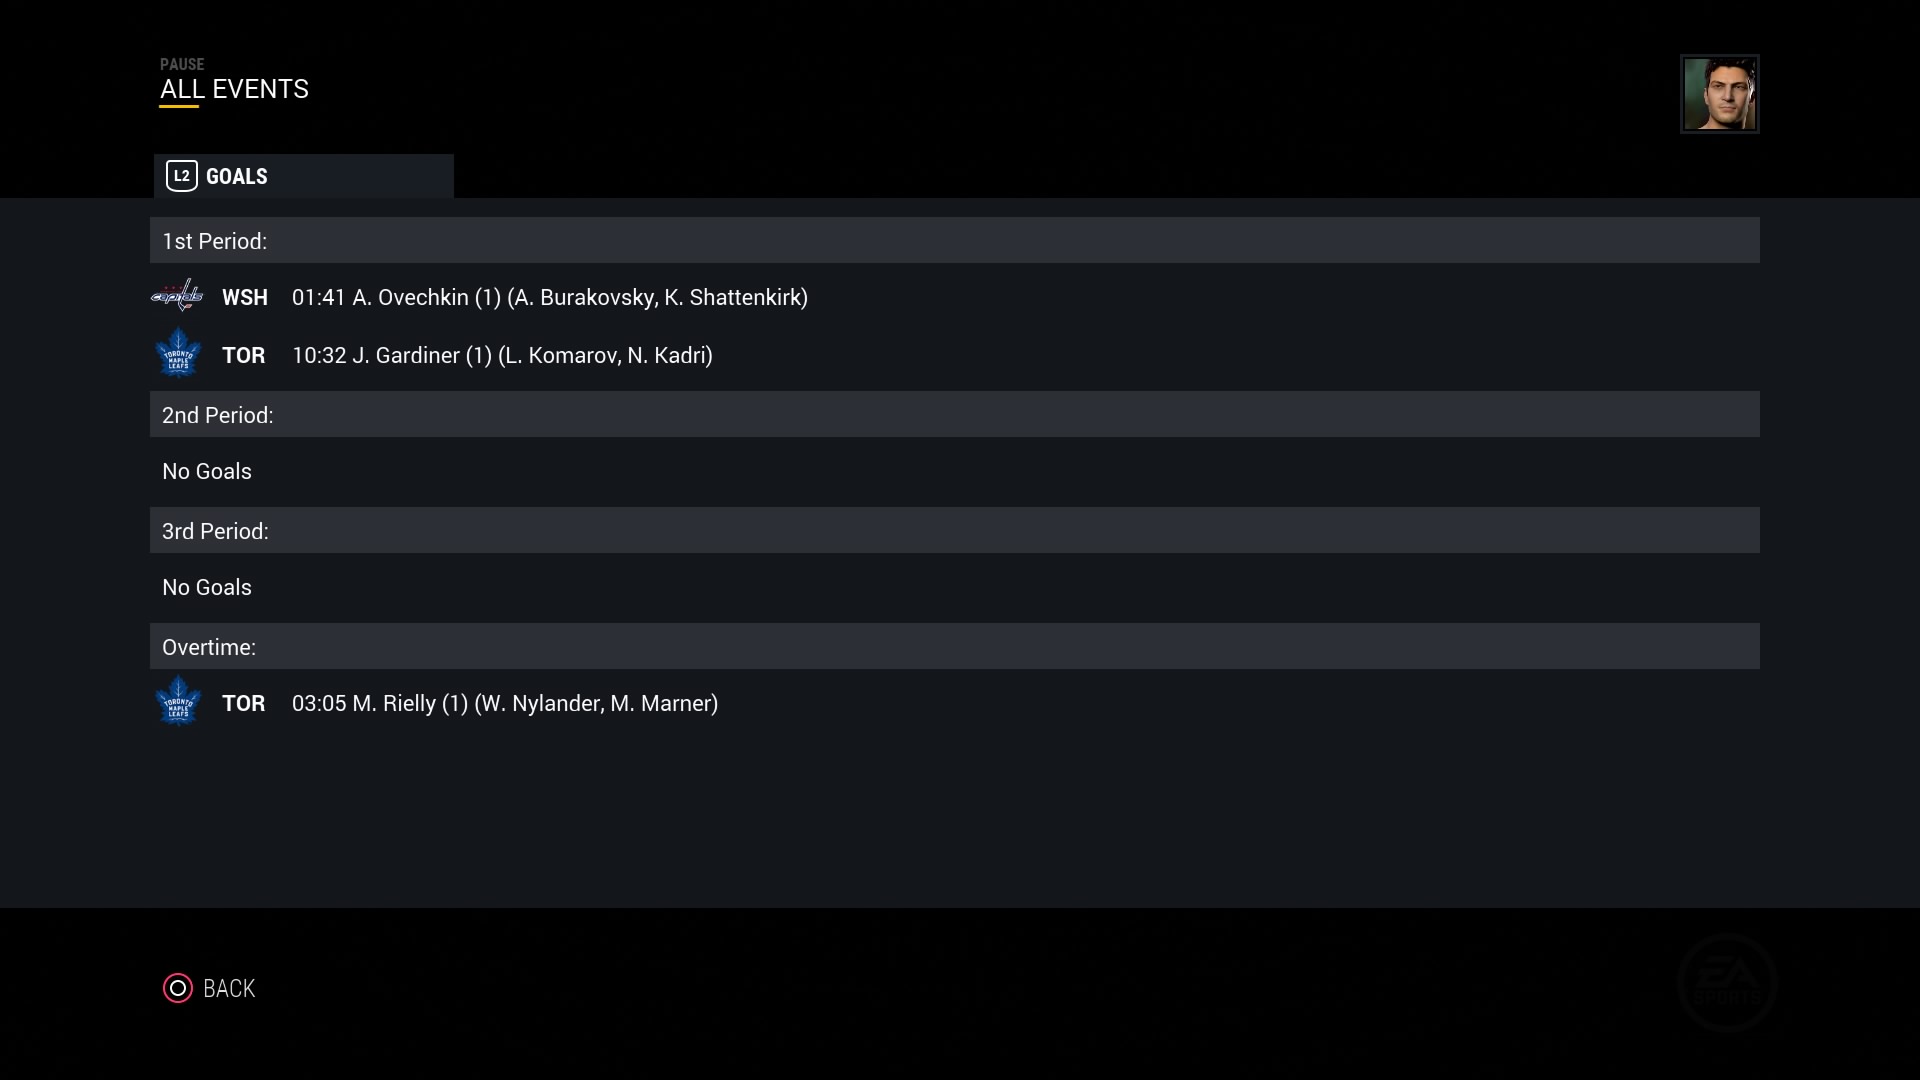 PAUSE
ALL EVENTS
L2 GOALS
1st Period:
capitals WSH 01:41 A. Ovechkin (1) (A. Burakovsky, K. Shattenkirk)
TORONTO MAPLE LEAFS TOR 10:32 J. Gardiner (1) (L. Komarov, N. Kadri)
2nd Period:
No Goals
3rd Period:
No Goals
Overtime:
TORONTO MAPLE LEAFS TOR 03:05 M. Rielly (1) (W. Nylander, M. Marner)
BACK
EA SPORTS